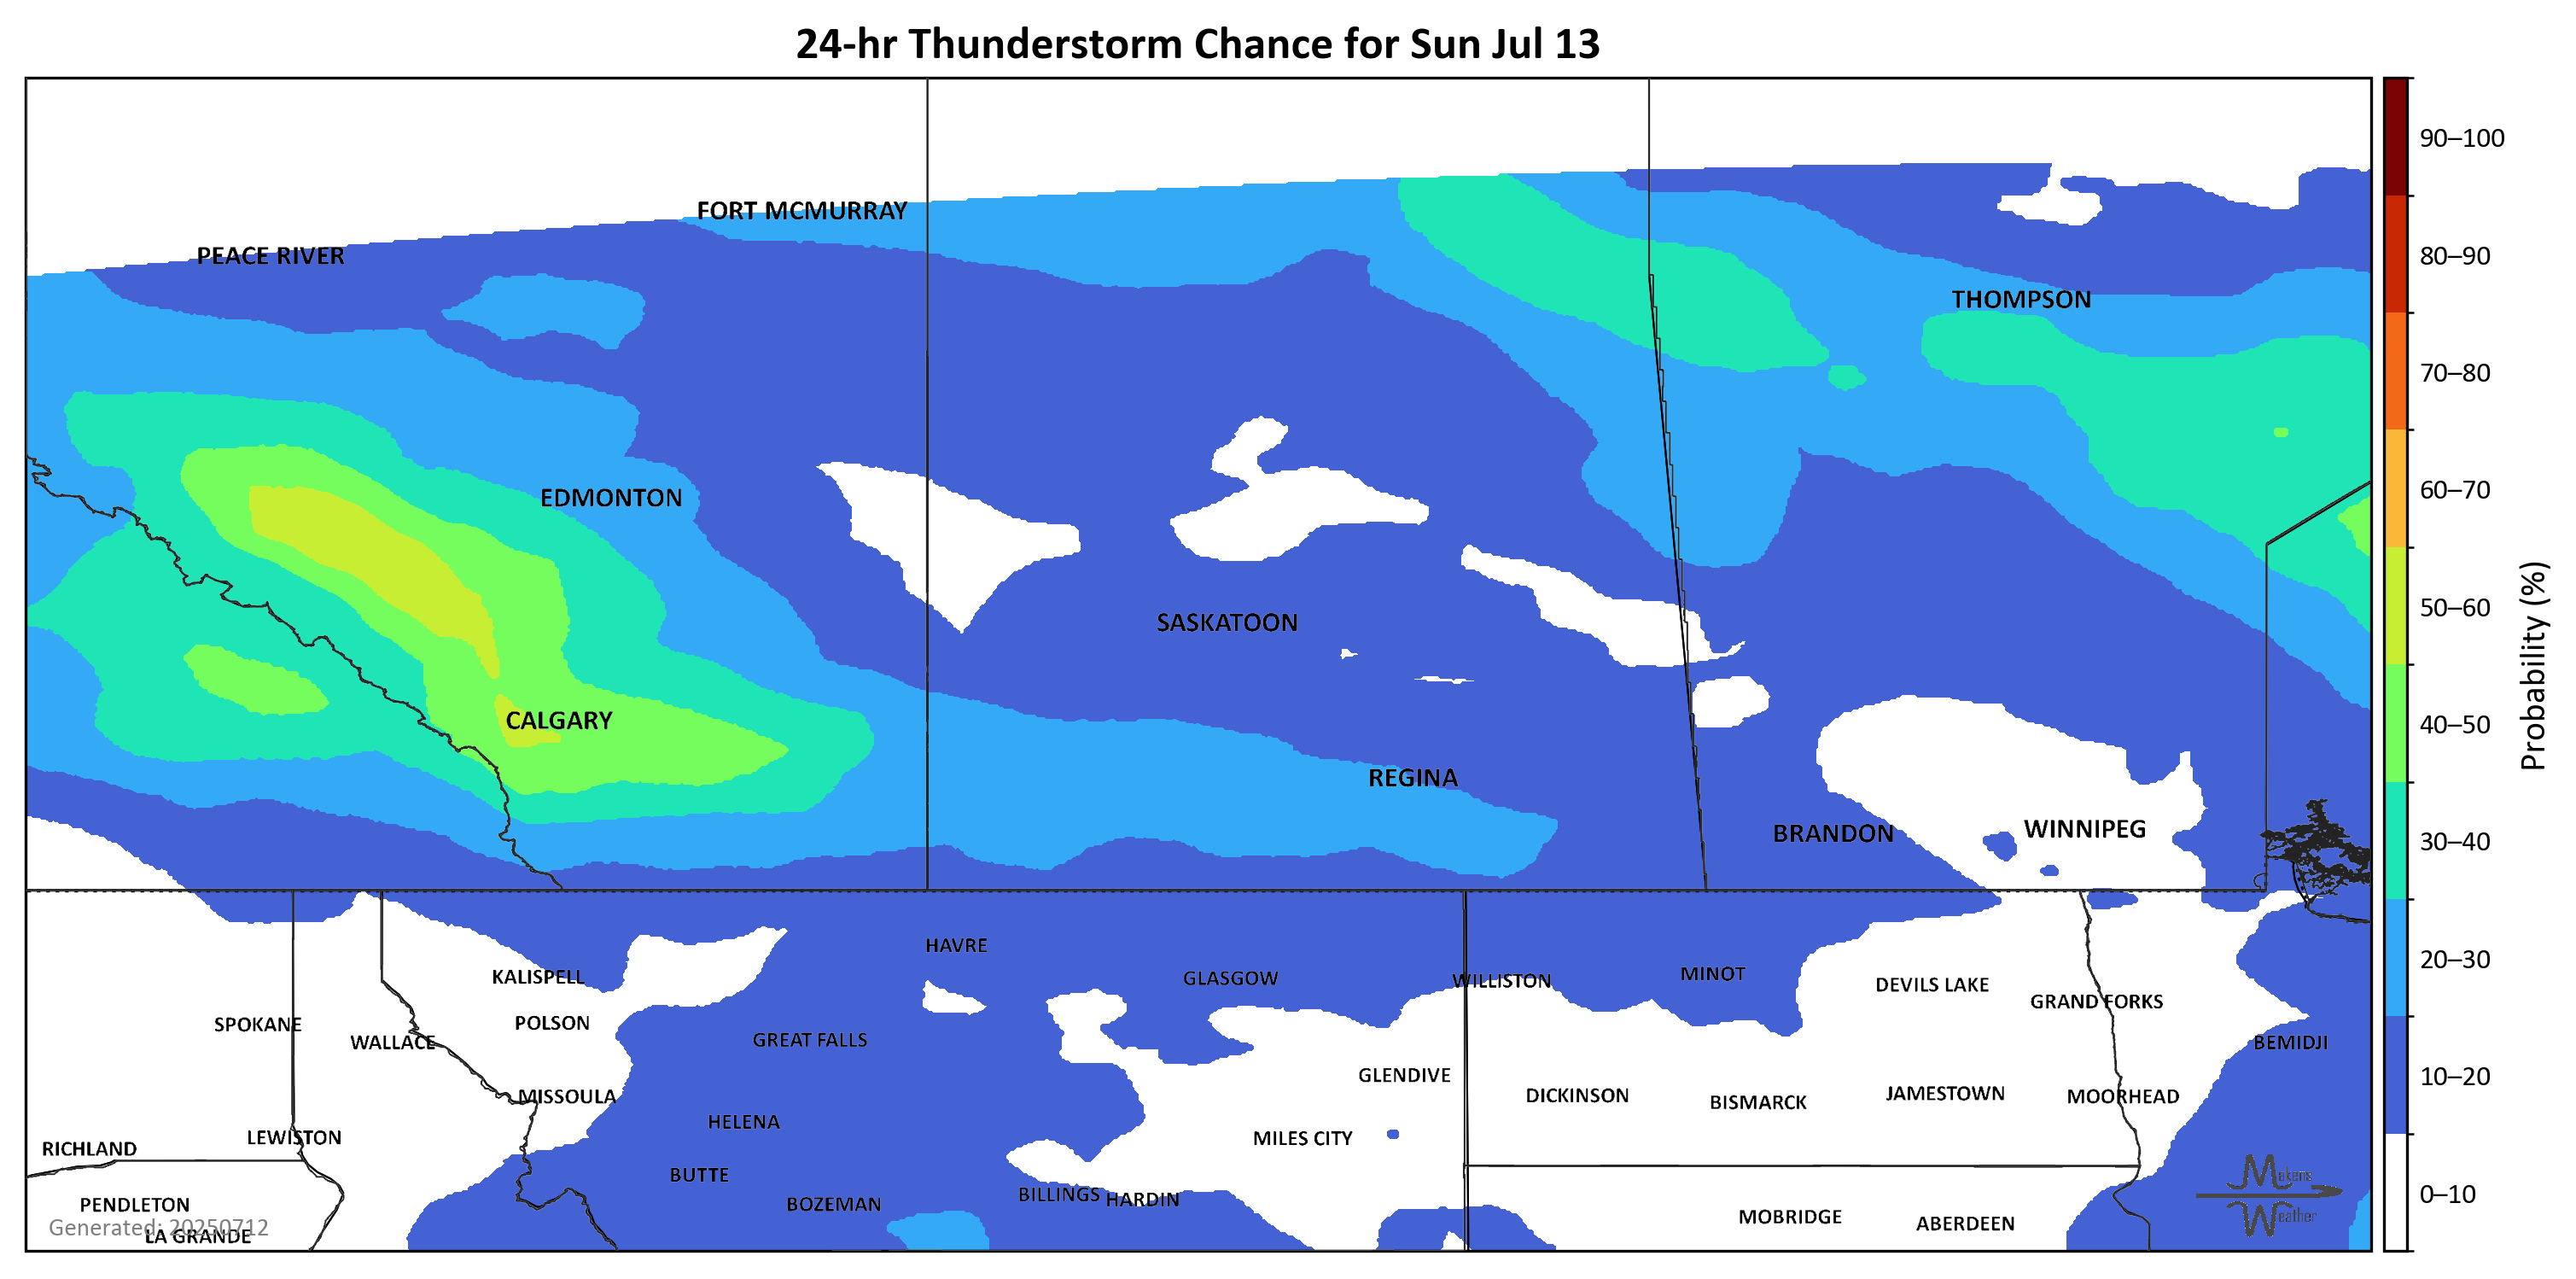 24-hr Thunderstorm Chance for Sun Jul 13
90–100
FORT MCMURRAY
PEACE RIVER
80–90
THOMPSON
70–80
60–70
EDMONTON
50–60
SASKATOON
Probability (%)
CALGARY
40–50
REGINA
WINNIPEG
BRANDON
30–40
HAVRE
20–30
MINOT
KALISPELL
GLASGOW
WILLISTON
DEVILS LAKE
GRAND FORKS
POLSON
SPOKANE
GREAT FALLS
WALLACE
BEMIDJI
GLENDIVE
10–20
JAMESTOWN
DICKINSON
MISSOULA
MOORHEAD
BISMARCK
HELENA
LEWISTON
MILES CITY
RICHLAND
BUTTE
Makens
BILLINGS
0–10
HARDIN
PENDLETON
BOZEMAN
Weather
MOBRIDGE
ABERDEEN
Generated: 20250712
LA GRANDE